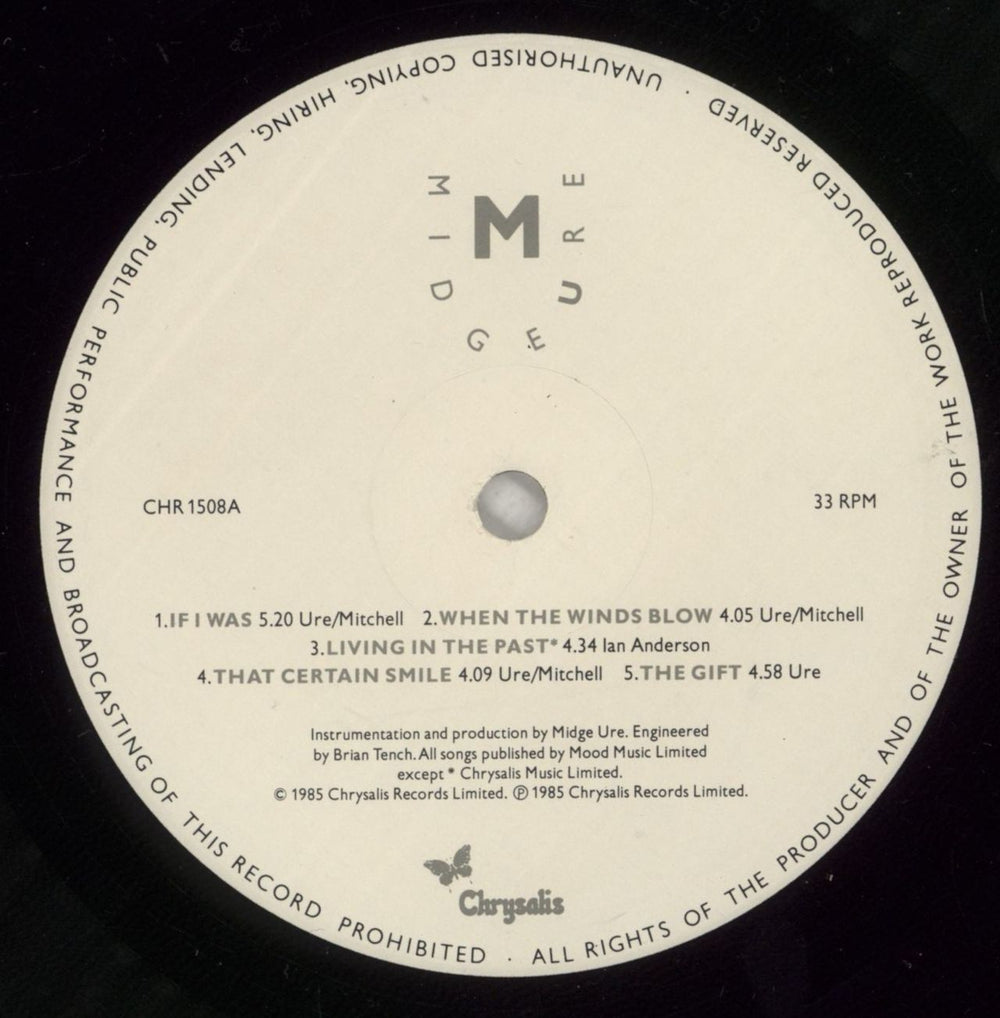 UNAUTHORISED COPYING, HIRING, LENDING, PUBLIC PERFORMANCE AND BROADCASTING OF THIS RECORD PROHIBITED · ALL RIGHTS OF THE PRODUCER AND OF THE OWNER OF THE WORK REPRODUCED RESERVED ·
MIDGE URE
M
CHR 1508A
33 RPM
1.IF I WAS 5.20 Ure/Mitchell 2.WHEN THE WINDS BLOW 4.05 Ure/Mitchell
3.LIVING IN THE PAST* 4.34 Ian Anderson
4.THAT CERTAIN SMILE 4.09 Ure/Mitchell 5.THE GIFT 4.58 Ure
Instrumentation and production by Midge Ure. Engineered
by Brian Tench. All songs published by Mood Music Limited
except * Chrysalis Music Limited.
© 1985 Chrysalis Records Limited. ℗ 1985 Chrysalis Records Limited.
Chrysalis